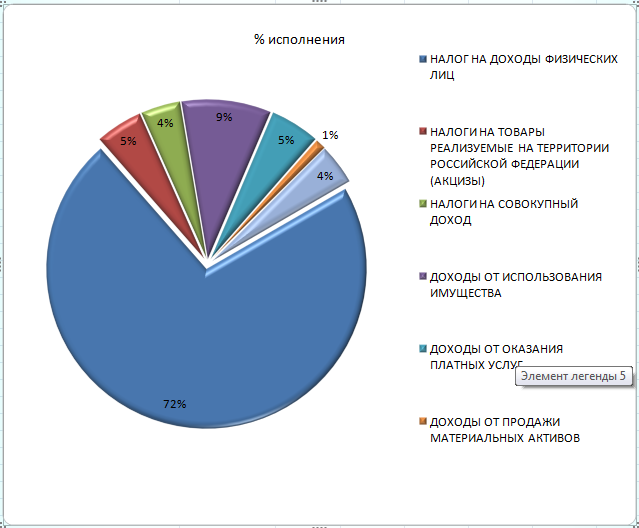 % исполнения
НАЛОГ НА ДОХОДЫ ФИЗИЧЕСКИХ
ЛИЦ
НАЛОГИ НА ТОВАРЫ
РЕАЛИЗУЕМЫЕ НА ТЕРРИТОРИИ
РОССИЙСКОЙ ФЕДЕРАЦИИ
(АКЦИЗЫ)
НАЛОГИ НА СОВОКУПНЫЙ
ДОХОД
ДОХОДЫ ОТ ИСПОЛЬЗОВАНИЯ
ИМУЩЕСТВА
ДОХОДЫ ОТ ОКАЗАНИЯ
ПЛАТНЫХ УСЛУГ
Элемент легенды 5
ДОХОДЫ ОТ ПРОДАЖИ
МАТЕРИАЛЬНЫХ АКТИВОВ
5%
4%
9%
5%
1%
4%
72%